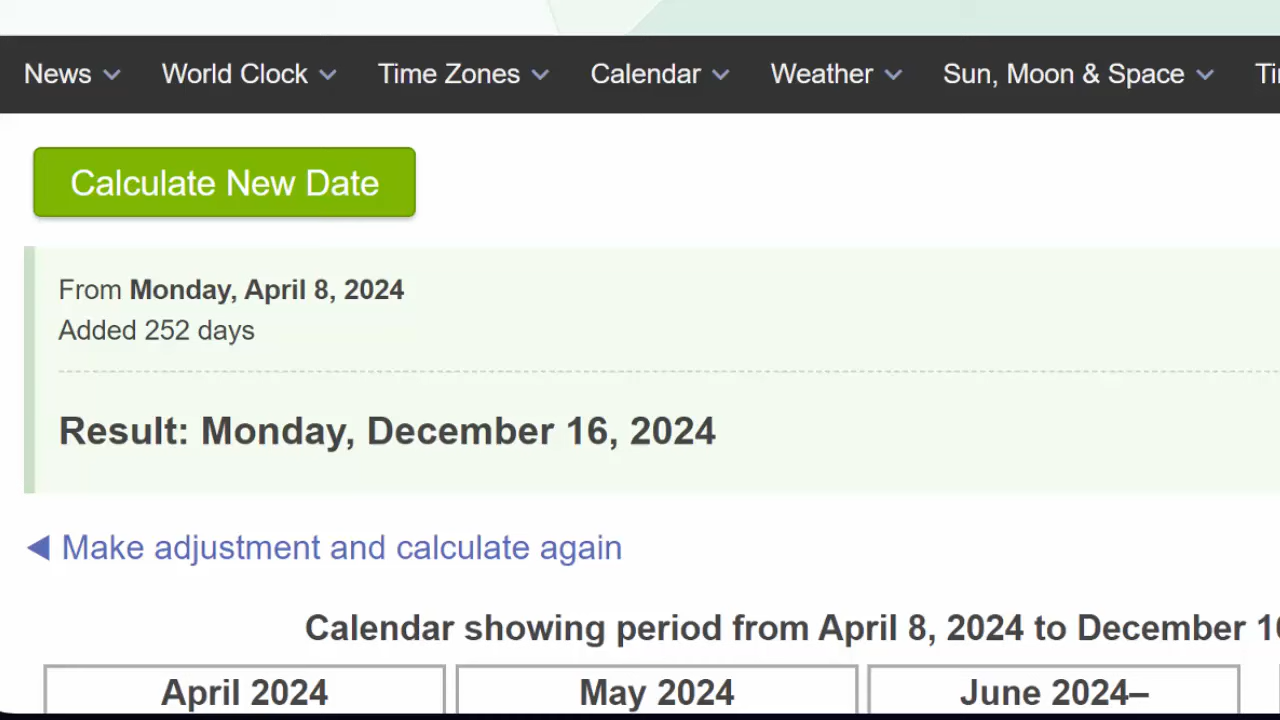 News World Clock Time Zones Calendar Weather Sun, Moon & Space
Calculate New Date
From Monday, April 8, 2024
Added 252 days
Result: Monday, December 16, 2024
◀ Make adjustment and calculate again
Calendar showing period from April 8, 2024 to December
April 2024 May 2024 June 2024–